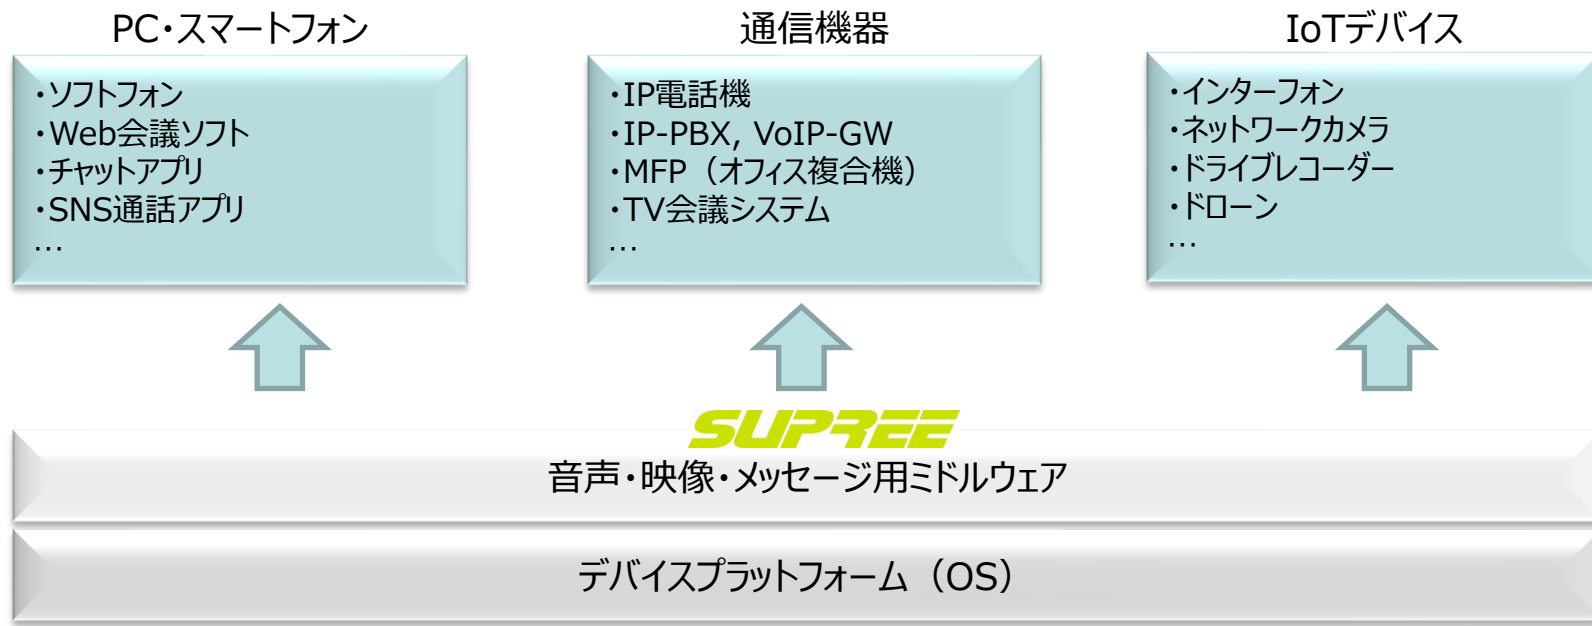 PC・スマートフォン
・ソフトフォン
・Web会議ソフト
・チャットアプリ
・SNS通話アプリ
…
通信機器
・IP電話機
・IP-PBX, VoIP-GW
・MFP（オフィス複合機）
・TV会議システム
…
IoTデバイス
・インターフォン
・ネットワークカメラ
・ドライブレコーダー
・ドローン
…
SUPREE
音声・映像・メッセージ用ミドルウェア
デバイスプラットフォーム（OS）